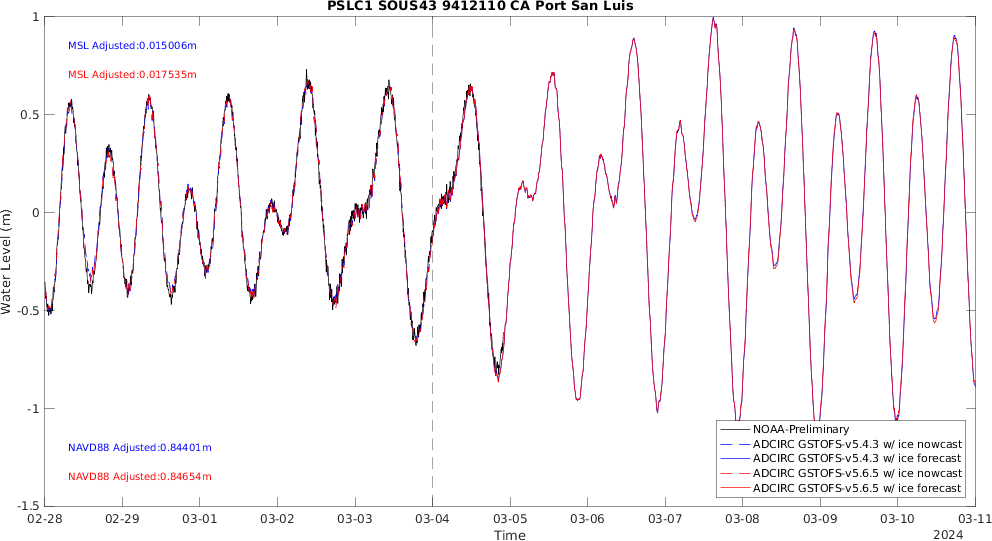 PSLC1 SOUS43 9412110 CA Port San Luis
MSL Adjusted:0.015006m
MSL Adjusted:0.017535m
NAVD88 Adjusted:0.84401m
NAVD88 Adjusted:0.84654m
Water Level (m)
1
0.5
0
-0.5
-1
-1.5
NOAA-Preliminary
ADCIRC GSTOFS-v5.4.3 w/ ice nowcast
ADCIRC GSTOFS-v5.4.3 w/ ice forecast
ADCIRC GSTOFS-v5.6.5 w/ ice nowcast
ADCIRC GSTOFS-v5.6.5 w/ ice forecast
02-28 02-29 03-01 03-02 03-03 03-04 03-05 03-06 03-07 03-08 03-09 03-10 03-11
Time
2024